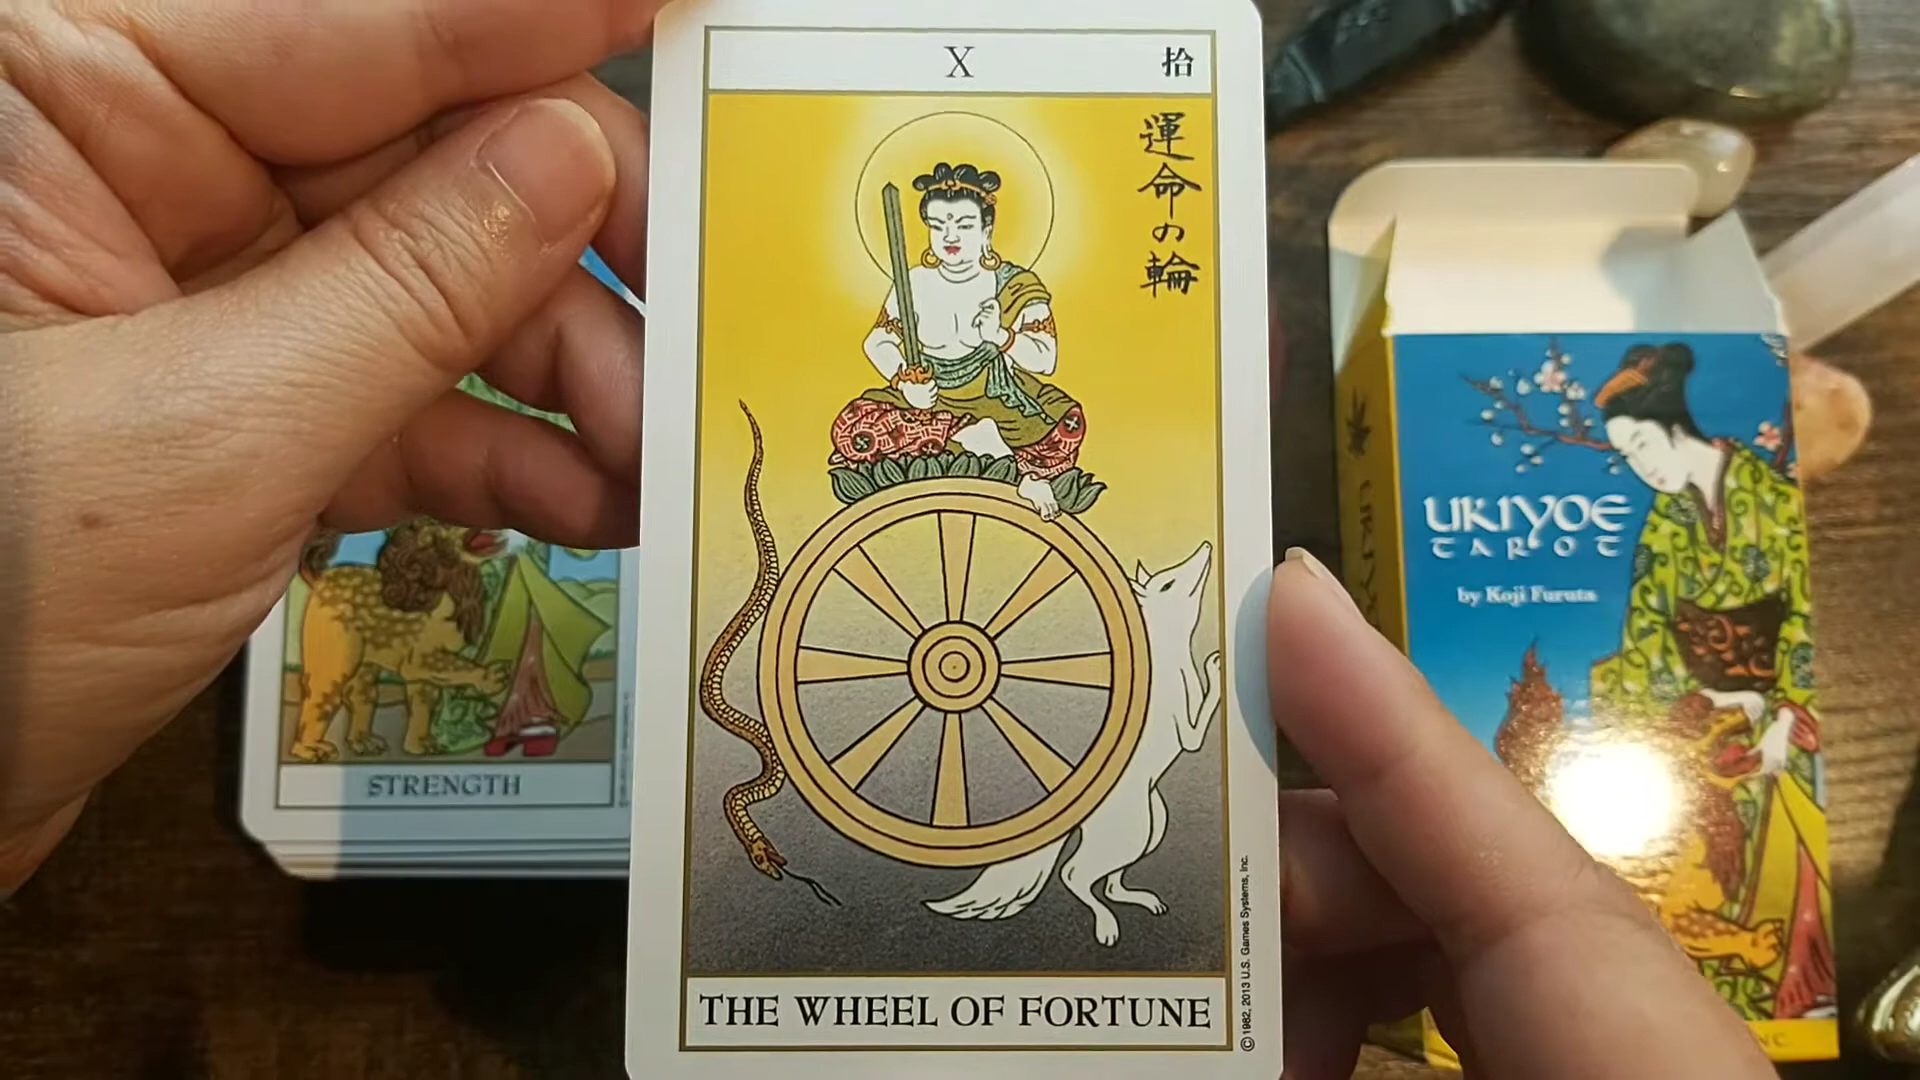 X
拾
運命の輪
THE WHEEL OF FORTUNE
© 1982, 2013 U.S. Games Systems, Inc.
STRENGTH
UKIYOE
TAROT
by Koji Furuta